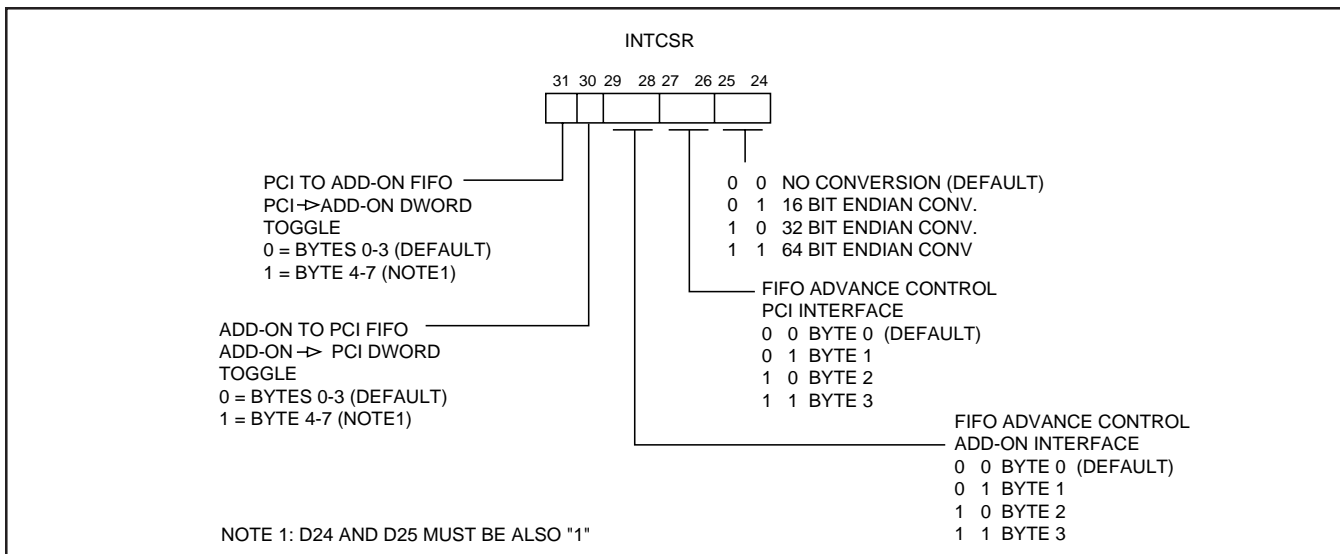 INTCSR
31 30 29 28 27 26 25 24
PCI TO ADD-ON FIFO
PCI ADD-ON DWORD
TOGGLE
0 = BYTES 0-3 (DEFAULT)
1 = BYTE 4-7 (NOTE1)
0 0 NO CONVERSION (DEFAULT)
0 1 16 BIT ENDIAN CONV.
1 0 32 BIT ENDIAN CONV.
1 1 64 BIT ENDIAN CONV
FIFO ADVANCE CONTROL
PCI INTERFACE
0 0 BYTE 0 (DEFAULT)
0 1 BYTE 1
1 0 BYTE 2
1 1 BYTE 3
ADD-ON TO PCI FIFO
ADD-ON PCI DWORD
TOGGLE
0 = BYTES 0-3 (DEFAULT)
1 = BYTE 4-7 (NOTE1)
FIFO ADVANCE CONTROL
ADD-ON INTERFACE
0 0 BYTE 0 (DEFAULT)
0 1 BYTE 1
1 0 BYTE 2
1 1 BYTE 3
NOTE 1: D24 AND D25 MUST BE ALSO "1"